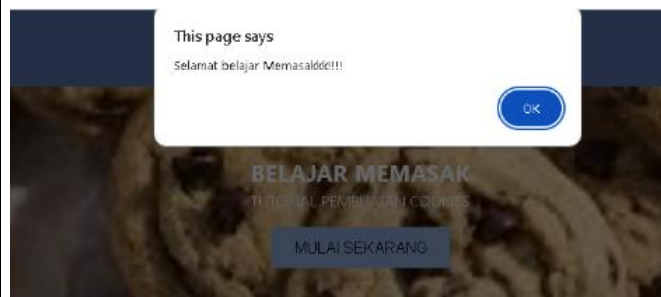 This page says
Selamat belajar Memasakkk!!!!
OK
BELAJAR MEMASAK
TUTORIAL PEMBUATAN COOKIES
MULAI SEKARANG